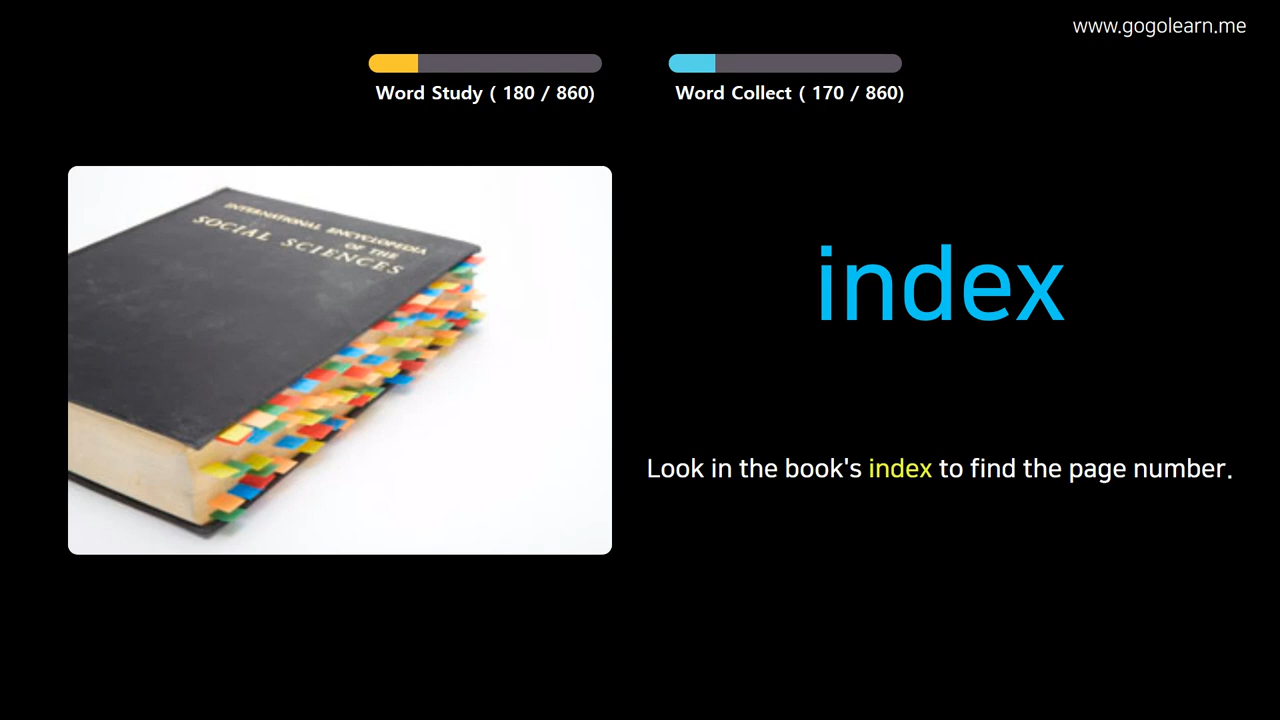 www.gogolearn.me
Word Study ( 180 / 860)
Word Collect ( 170 / 860)
INTERNATIONAL ENCYCLOPEDIA
OF THE
SOCIAL SCIENCES
index
Look in the book's index to find the page number.